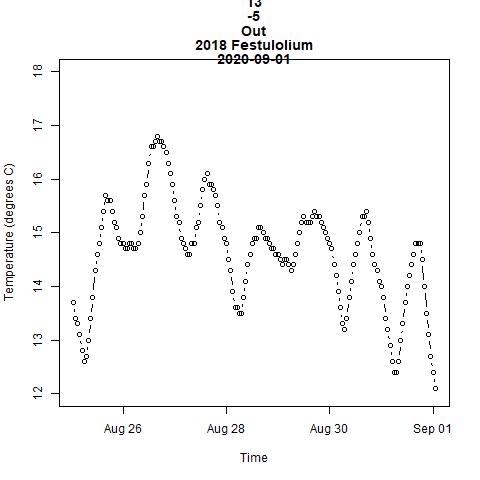 13
-5
Out
2018 Festulolium
2020-09-01
Temperature (degrees C)
18
17
16
15
14
13
12
Aug 26
Aug 28
Aug 30
Sep 01
Time